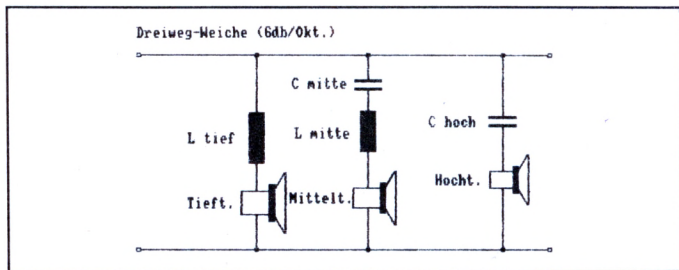 Dreiweg-Weiche (6db/Okt.)
C mitte
L tief
L mitte
C hoch
Tieft.
Mittelt.
Hocht.